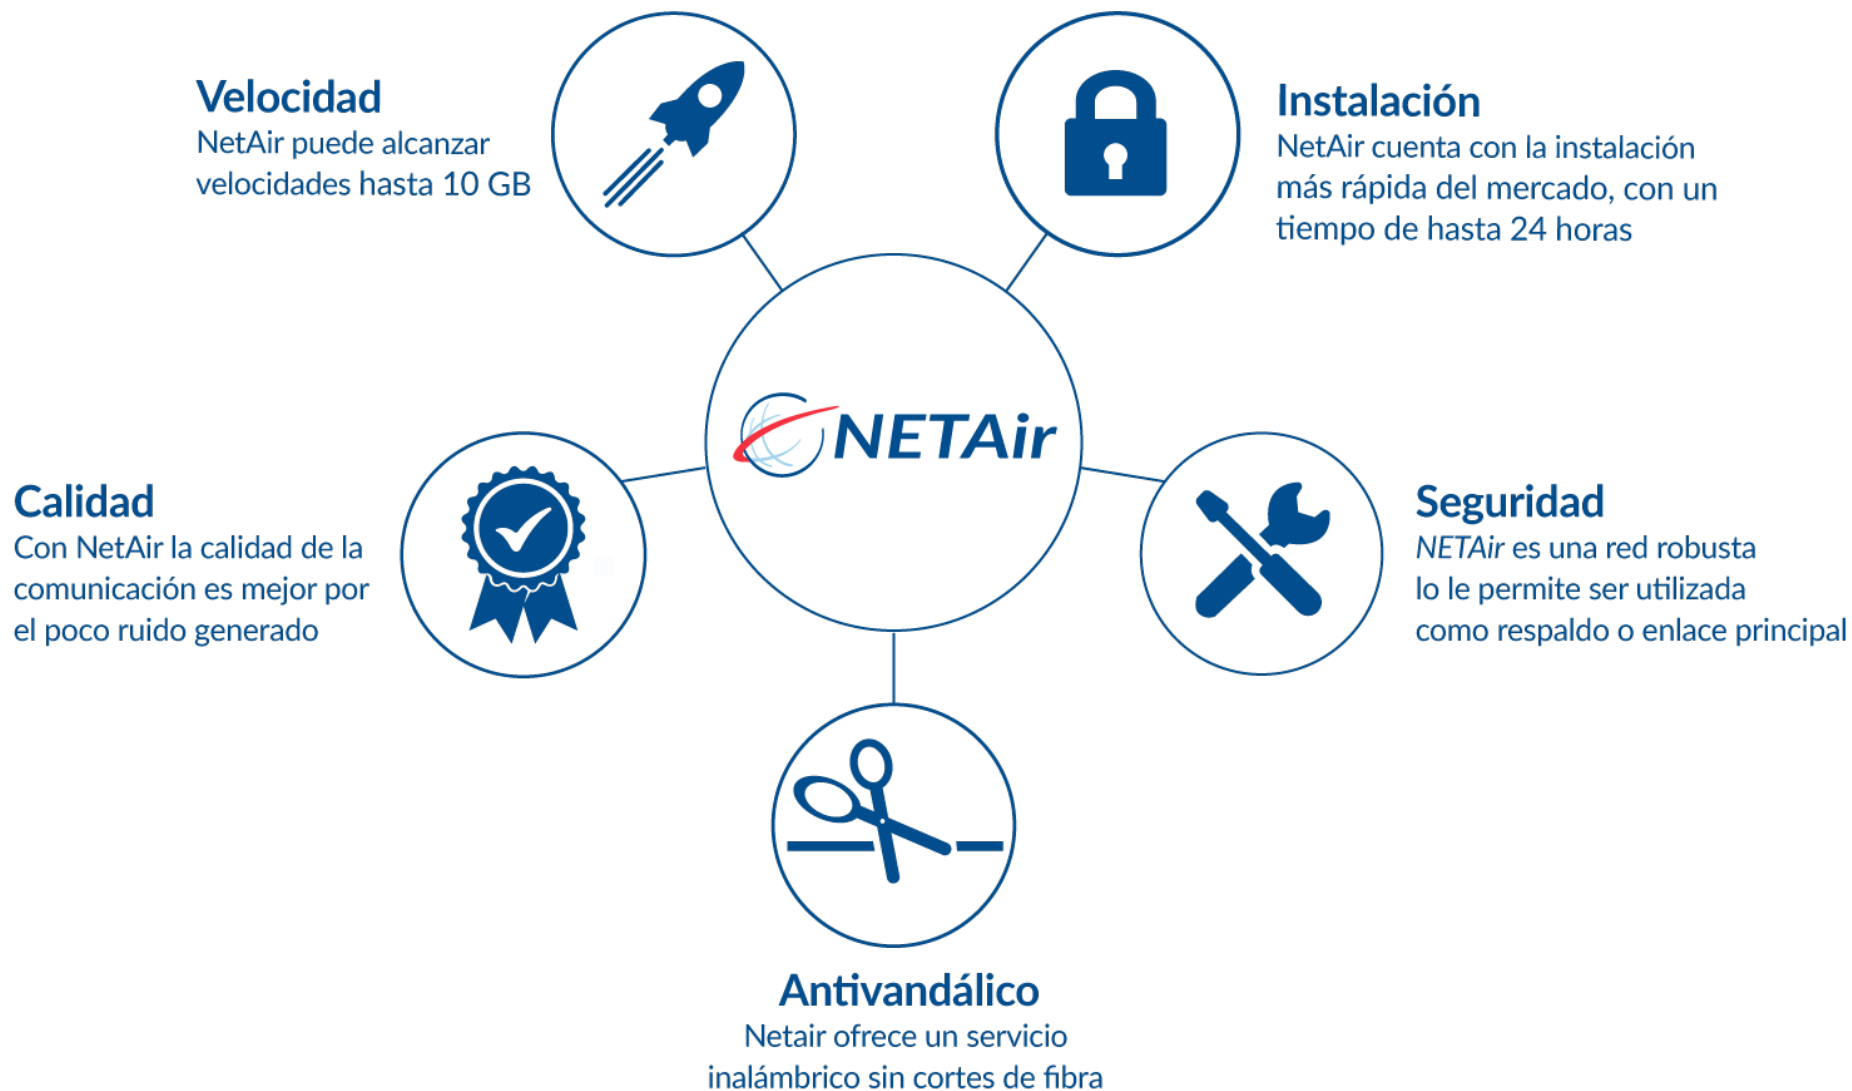 Velocidad
NetAir puede alcanzar
velocidades hasta 10 GB
Instalación
NetAir cuenta con la instalación
más rápida del mercado, con un
tiempo de hasta 24 horas
NETAir
Calidad
Con NetAir la calidad de la
comunicación es mejor por
el poco ruido generado
Seguridad
NETAir es una red robusta
lo le permite ser utilizada
como respaldo o enlace principal
Antivandálico
Netair ofrece un servicio
inalámbrico sin cortes de fibra